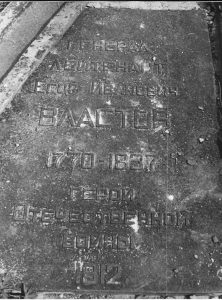 ГЕНЕРАЛ
ЛЕЙТЕНАНТ
ЕГОР ИВАНОВИЧ
ВЛАСТОВ
1770-1837
ГЕРОЙ
ОТЕЧЕСТВЕННОЙ
ВОЙНЫ
1812